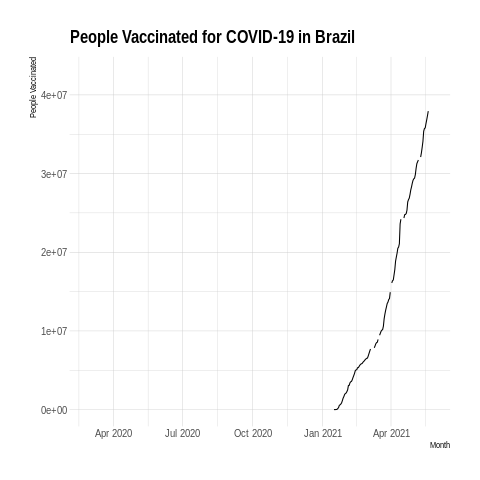 People Vaccinated for COVID-19 in Brazil
People Vaccinated
4e+07
3e+07
2e+07
1e+07
0e+00
Apr 2020 Jul 2020 Oct 2020 Jan 2021 Apr 2021
Month